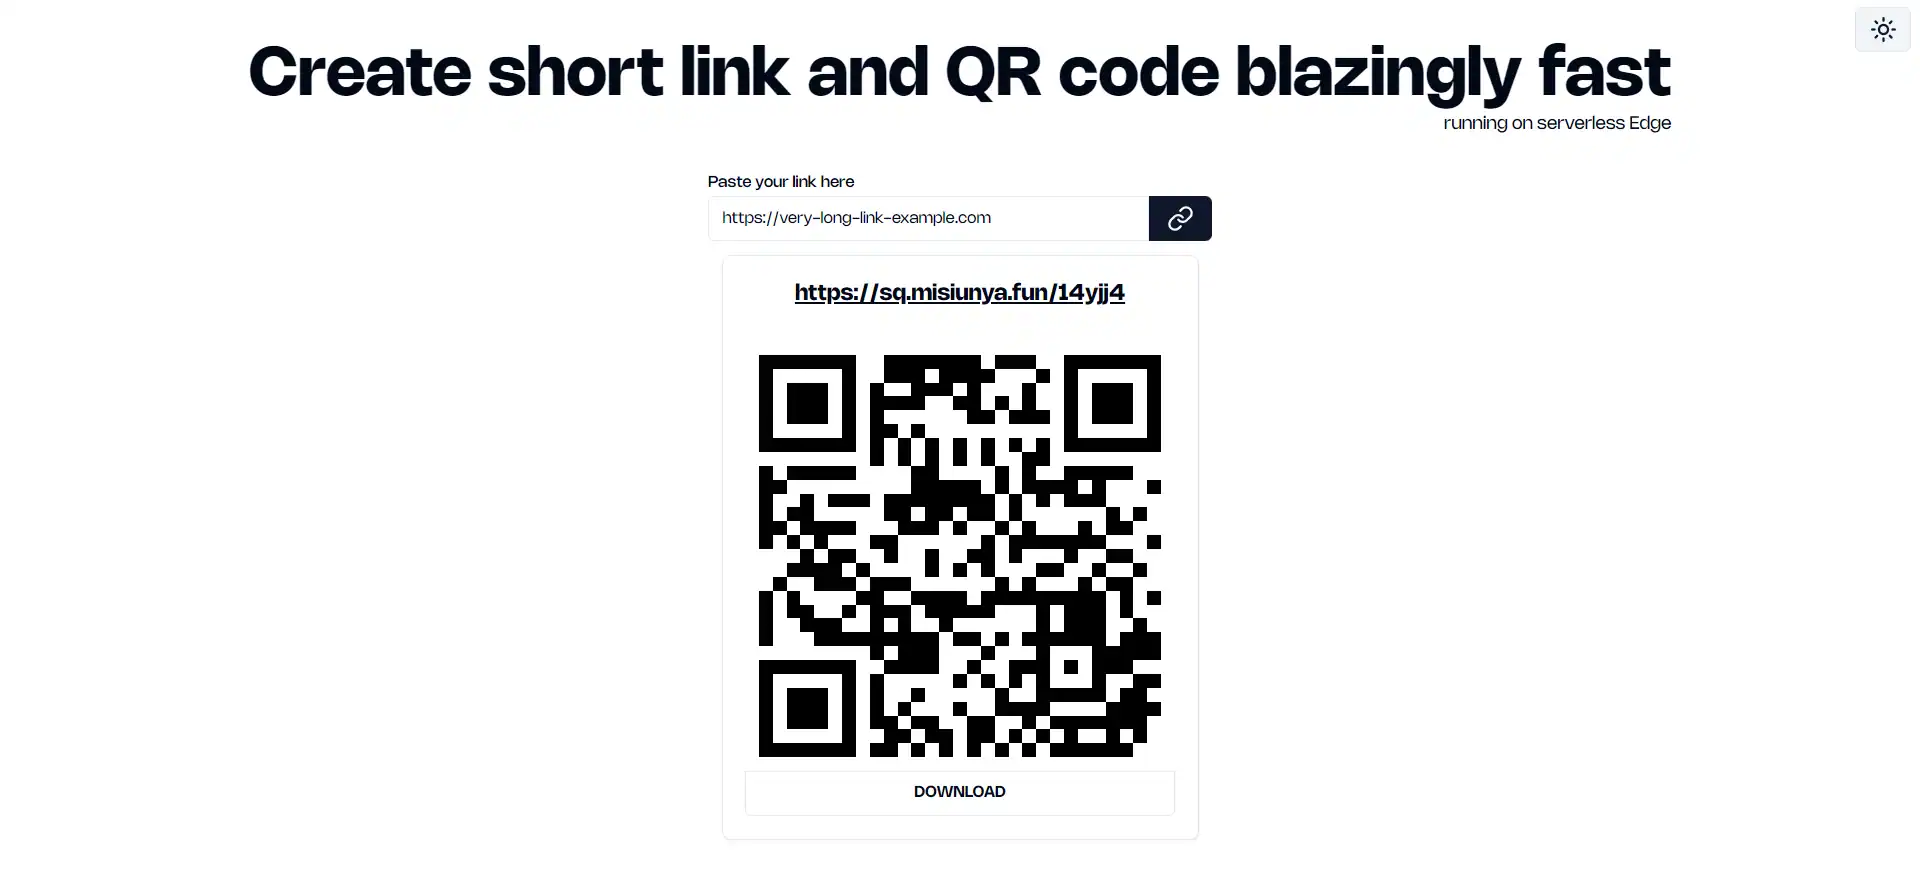 Create short link and QR code blazingly fast
running on serverless Edge
Paste your link here
https://very-long-link-example.com
https://sq.misiunya.fun/14yjj4
DOWNLOAD